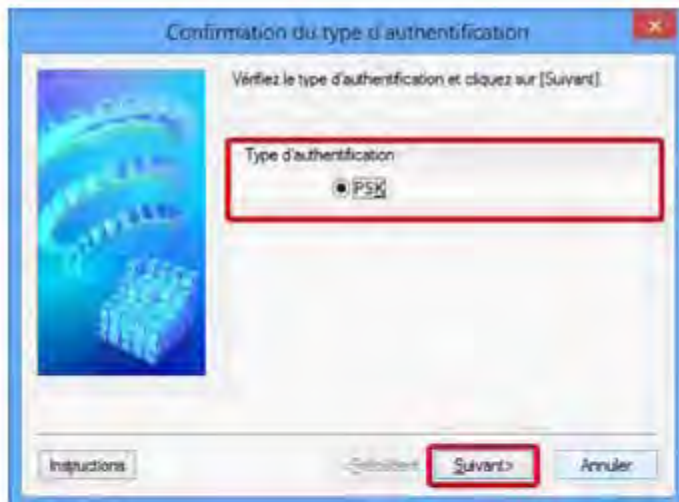 Confirmation du type d'authentification
Vérifiez le type d'authentification et cliquez sur [Suivant].
Type d'authentification
PSK
Instructions
Suivant>
Annuler